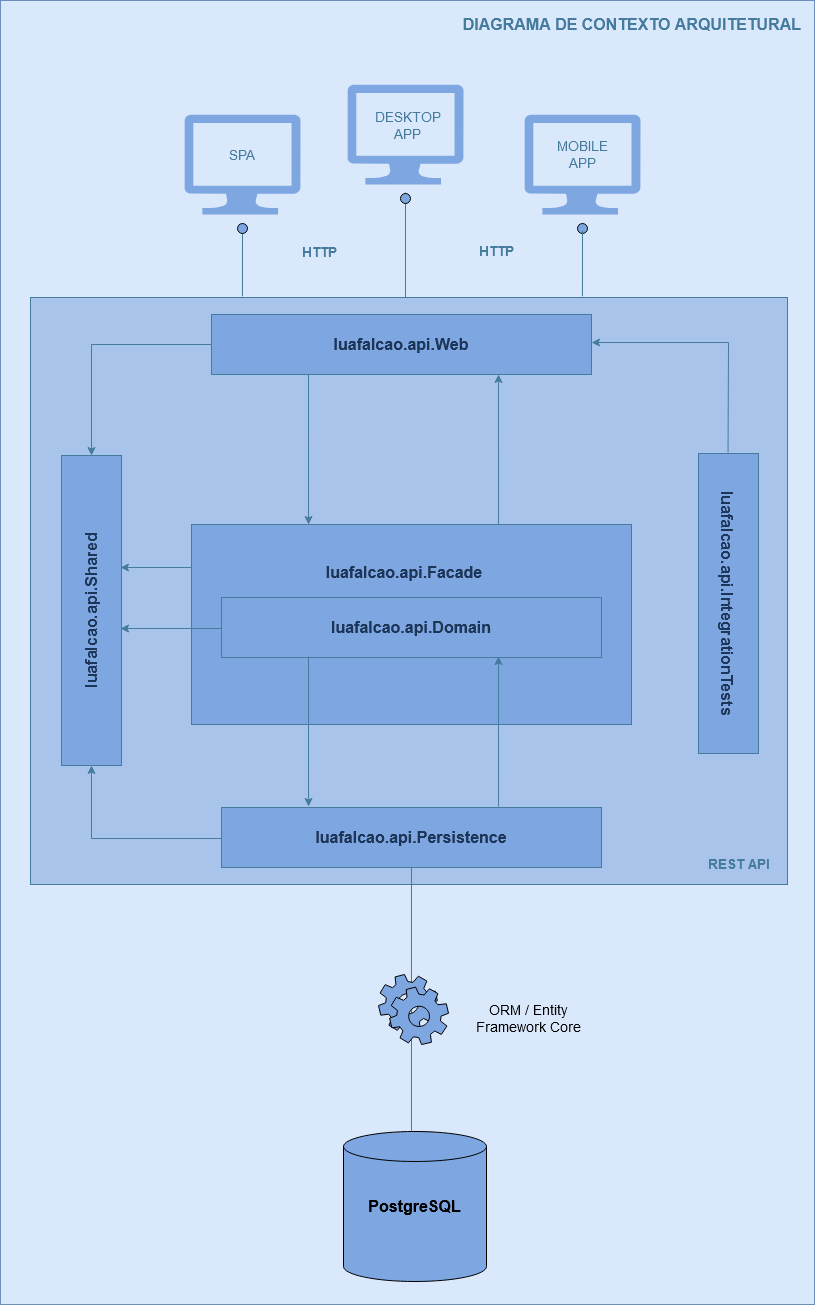 DIAGRAMA DE CONTEXTO ARQUITETURAL
DESKTOP
APP
SPA
MOBILE
APP
HTTP
HTTP
luafalcao.api.Web
luafalcao.api.Shared
luafalcao.api.Facade
luafalcao.api.Domain
luafalcao.api.IntegrationTests
luafalcao.api.Persistence
REST API
ORM / Entity
Framework Core
PostgreSQL